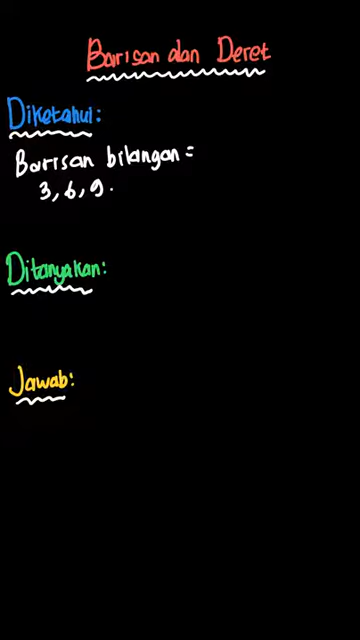 Barisan dan Deret
Diketahui:
Barisan bilangan =
3, 6, 9.
Ditanyakan:
Jawab: